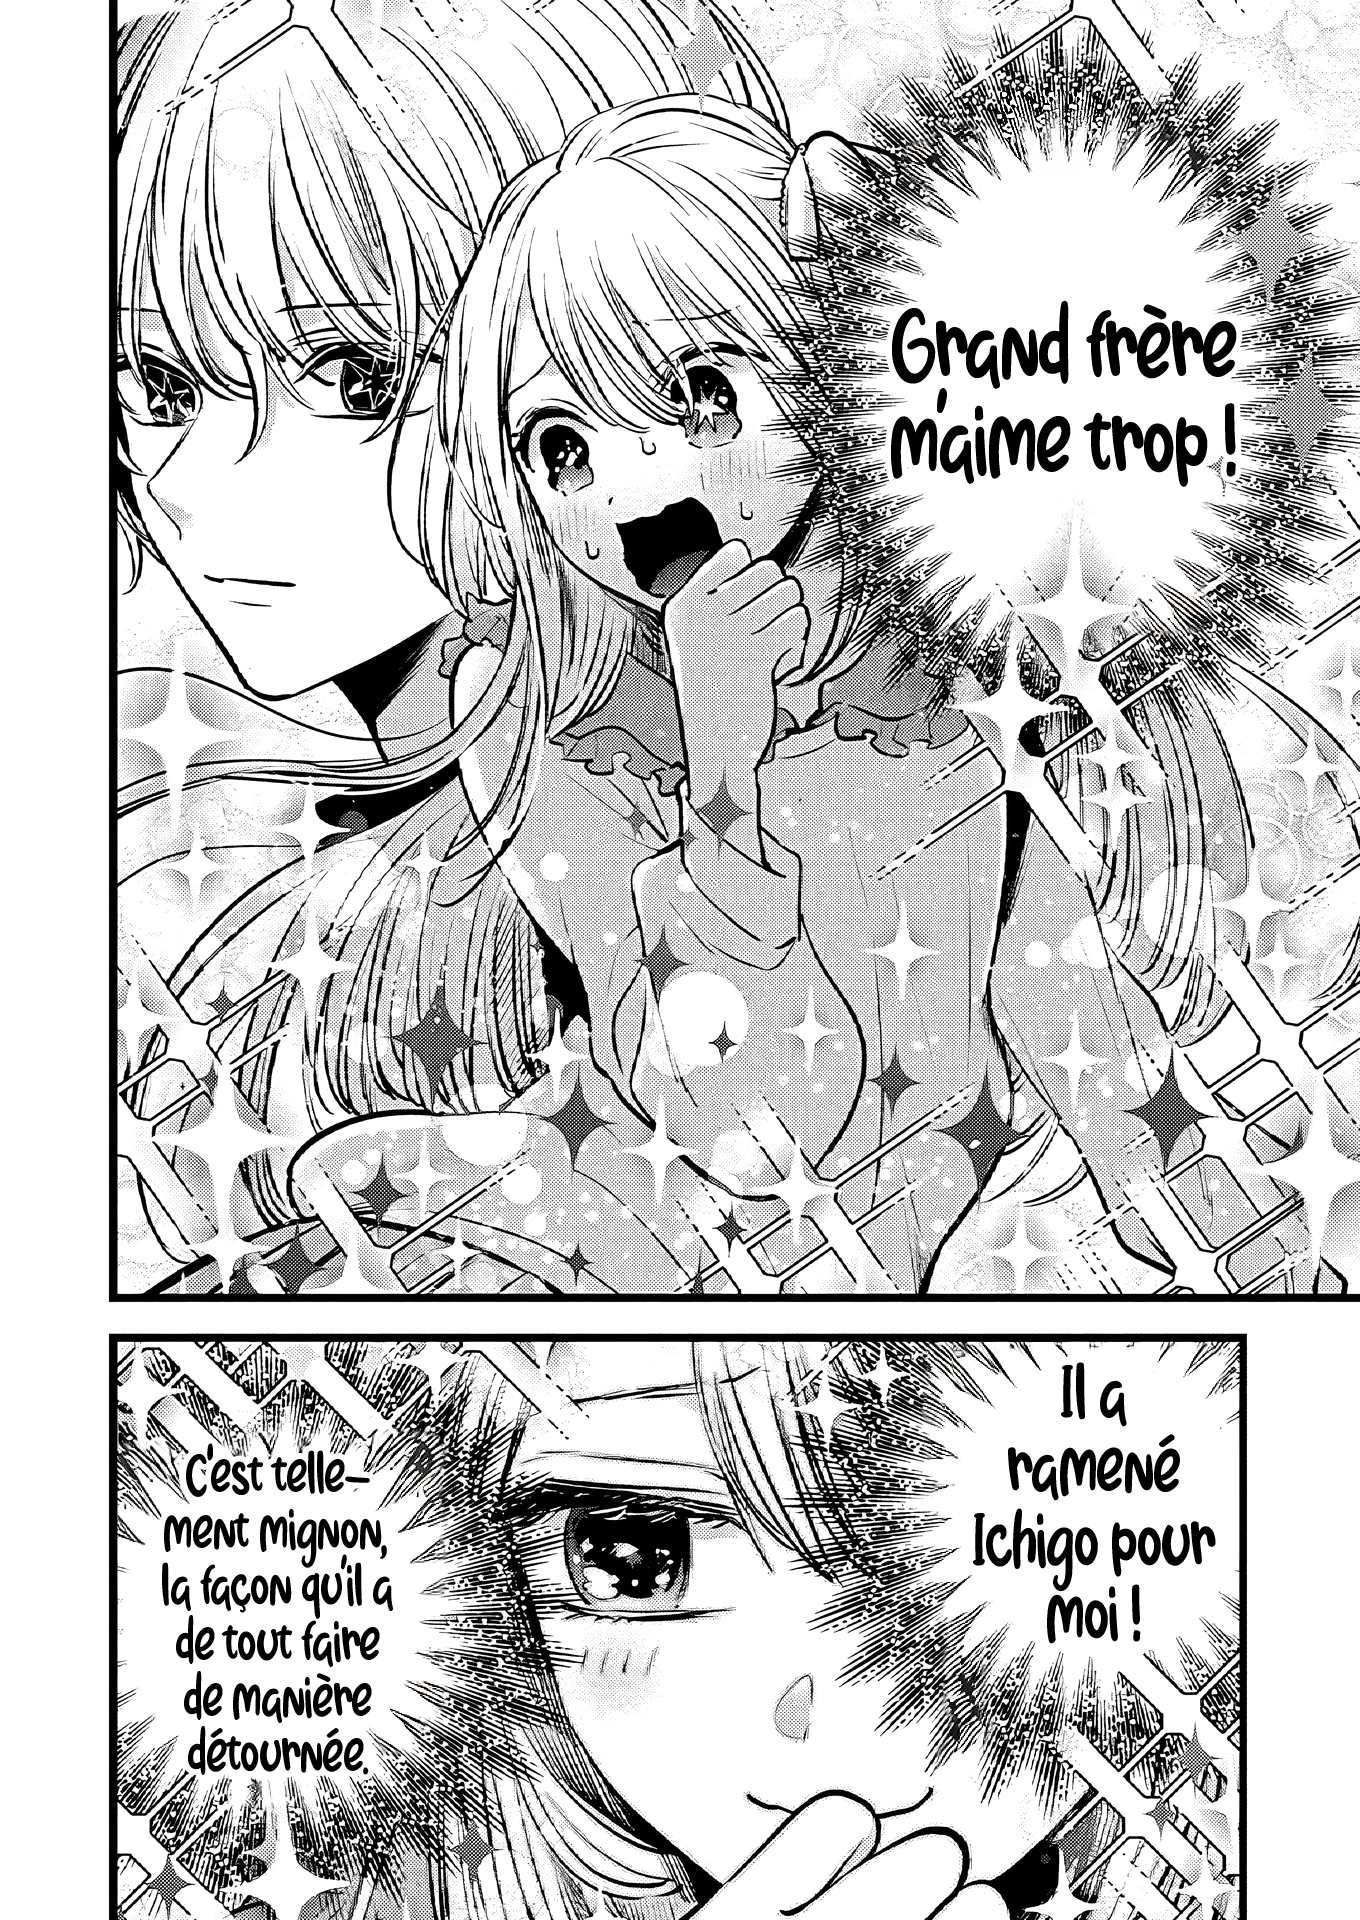 Grand frère
m'aime trop !
Il a
ramené
Ichigo pour
moi !
C'est telle-
ment mignon,
la façon qu'il a
de tout faire
de manière
détournée.